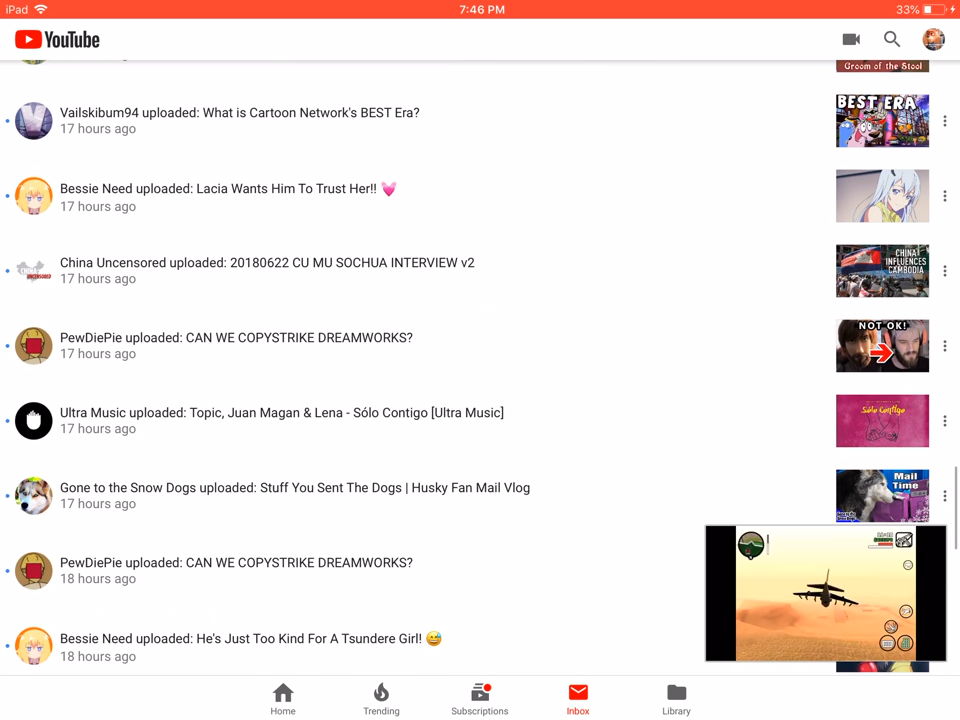 iPad
7:46 PM
33%
YouTube
Groom of the Stool
Vailskibum94 uploaded: What is Cartoon Network's BEST Era?
17 hours ago
BEST ERA
Bessie Need uploaded: Lacia Wants Him To Trust Her!! 💓
17 hours ago
China Uncensored uploaded: 20180622 CU MU SOCHUA INTERVIEW v2
17 hours ago
CHINA
INFLUENCES
CAMBODIA
PewDiePie uploaded: CAN WE COPYSTRIKE DREAMWORKS?
17 hours ago
NOT OK!
Ultra Music uploaded: Topic, Juan Magan & Lena - Sólo Contigo [Ultra Music]
17 hours ago
Sólo Contigo
Gone to the Snow Dogs uploaded: Stuff You Sent The Dogs | Husky Fan Mail Vlog
17 hours ago
Mail
Time
PewDiePie uploaded: CAN WE COPYSTRIKE DREAMWORKS?
18 hours ago
Bessie Need uploaded: He's Just Too Kind For A Tsundere Girl! 😅
18 hours ago
Home
Trending
Subscriptions
Inbox
Library